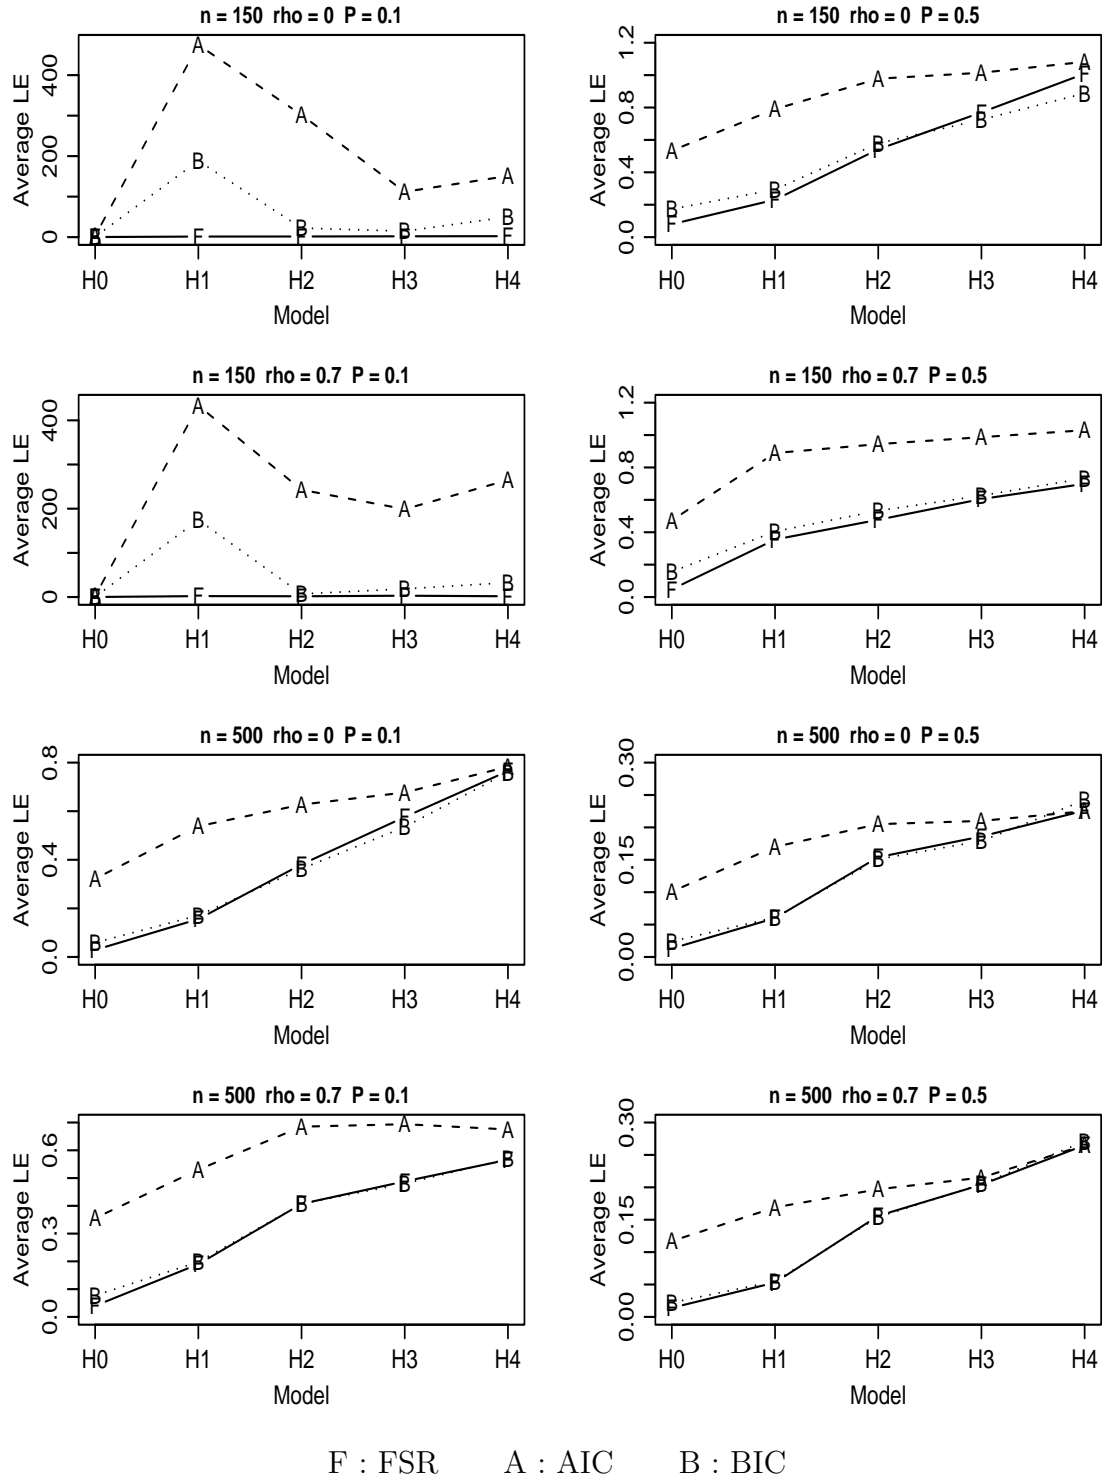 n = 150 rho = 0 P = 0.1
Average LE
400
200
0
A
A
A
A
A
B
B
B
B
B
F
F
F
F
F
H0 H1 H2 H3 H4
Model
n = 150 rho = 0 P = 0.5
Average LE
1.2
0.8
0.4
0.0
A
A
A
A
A
B
B
B
B
B
F
F
F
F
F
H0 H1 H2 H3 H4
Model
n = 150 rho = 0.7 P = 0.1
Average LE
400
200
0
A
A
A
A
A
B
B
B
B
B
F
F
F
F
F
H0 H1 H2 H3 H4
Model
n = 150 rho = 0.7 P = 0.5
Average LE
1.2
0.8
0.4
0.0
A
A
A
A
A
B
B
B
B
B
F
F
F
F
F
H0 H1 H2 H3 H4
Model
n = 500 rho = 0 P = 0.1
Average LE
0.8
0.4
0.0
A
A
A
A
A
B
B
B
B
B
F
F
F
F
F
H0 H1 H2 H3 H4
Model
n = 500 rho = 0 P = 0.5
Average LE
0.30
0.15
0.00
A
A
A
A
A
B
B
B
B
B
F
F
F
F
F
H0 H1 H2 H3 H4
Model
n = 500 rho = 0.7 P = 0.1
Average LE
0.6
0.3
0.0
A
A
A
A
A
B
B
B
B
B
F
F
F
F
F
H0 H1 H2 H3 H4
Model
n = 500 rho = 0.7 P = 0.5
Average LE
0.30
0.15
0.00
A
A
A
A
A
B
B
B
B
B
F
F
F
F
F
H0 H1 H2 H3 H4
Model
F : FSR A : AIC B : BIC